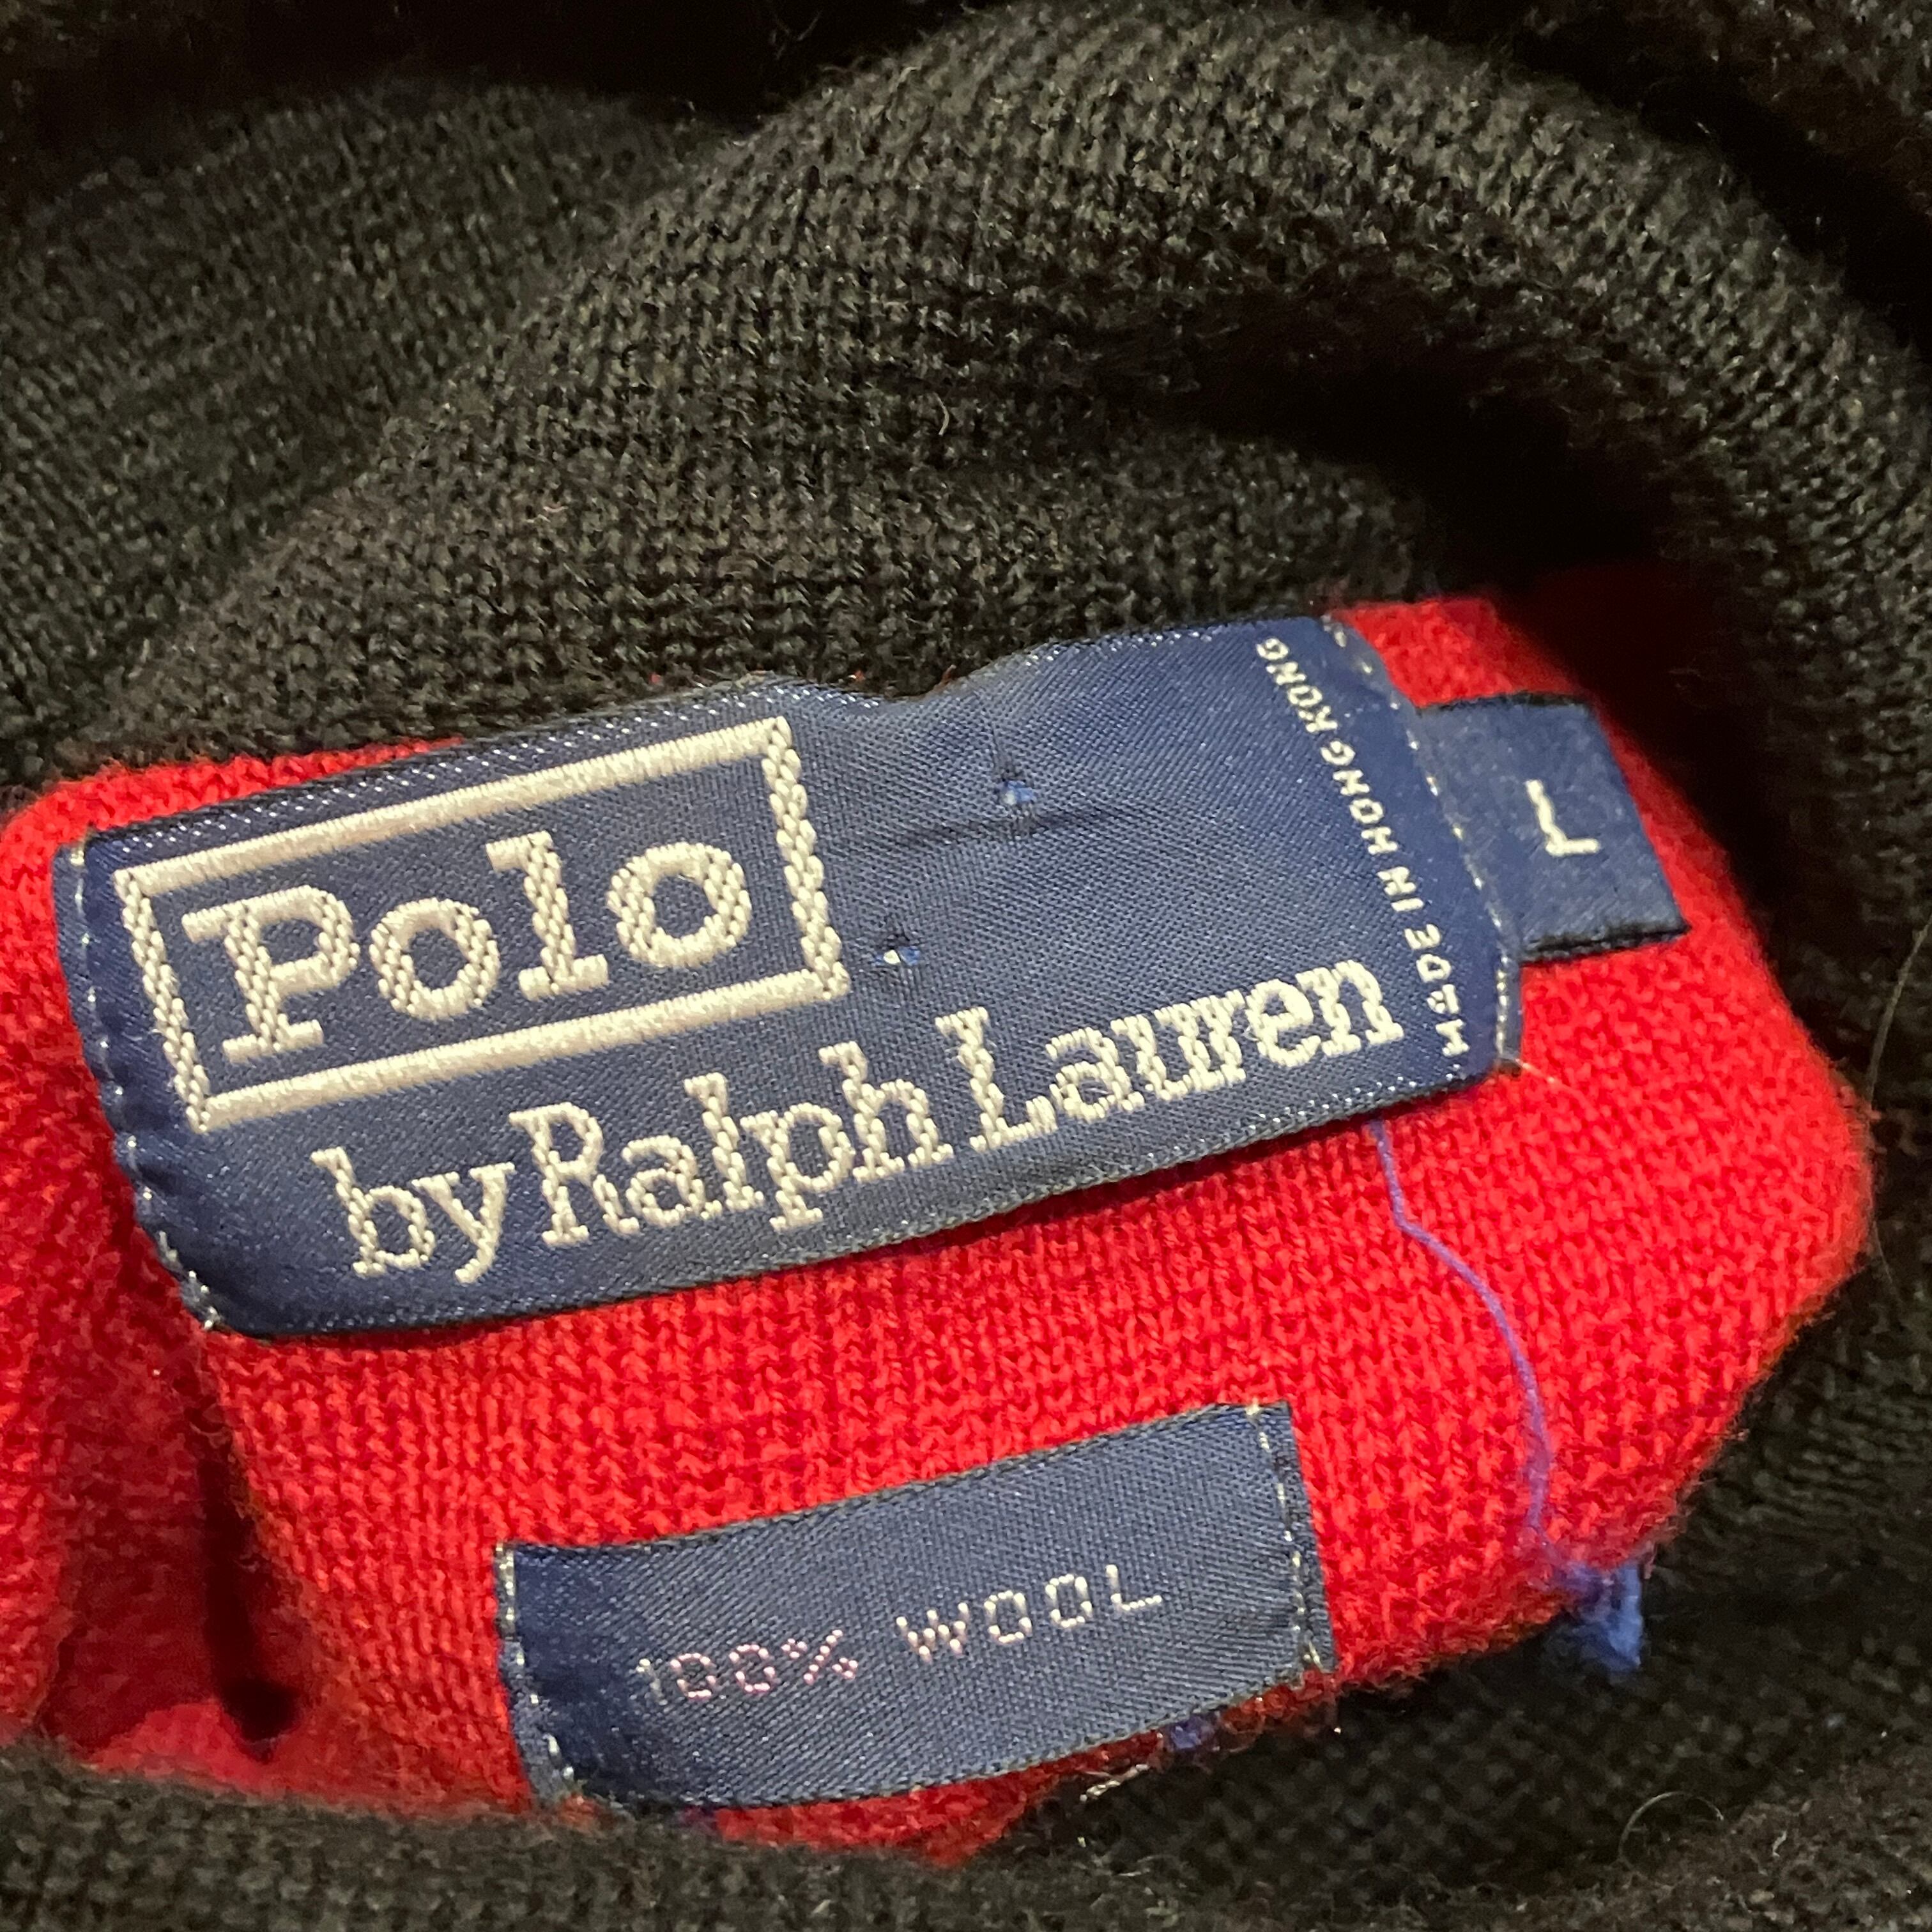 Polo
by Ralph Lauren
MADE IN HONG KONG
L
100% WOOL